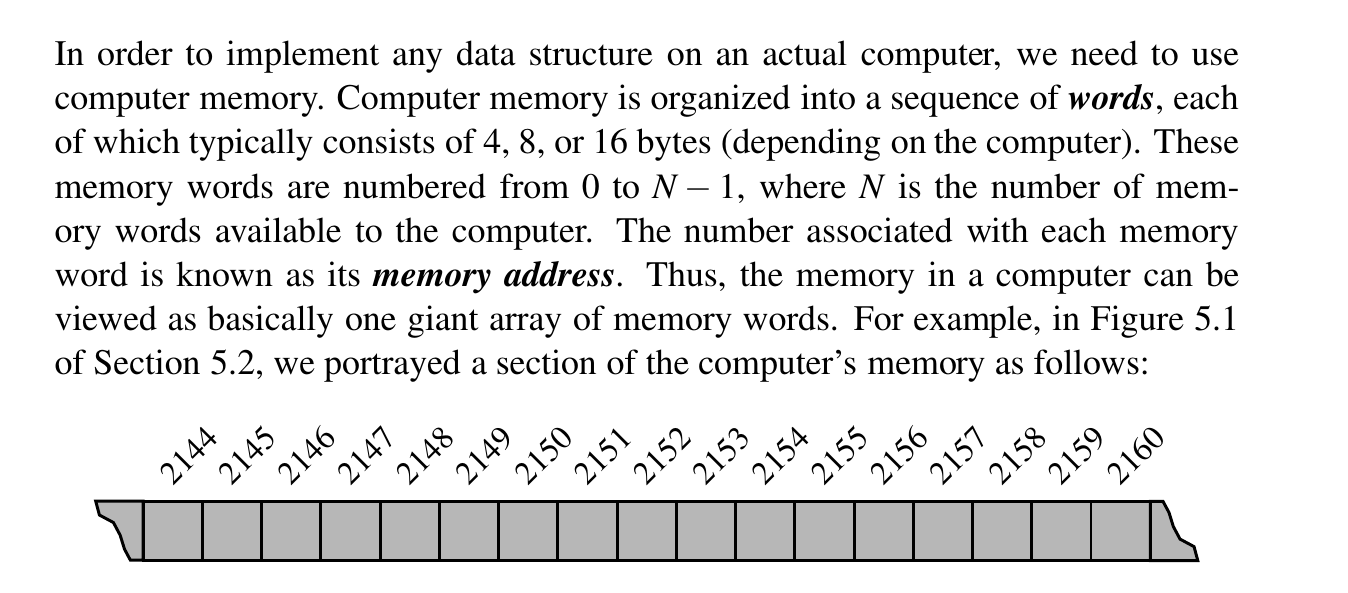 In order to implement any data structure on an actual computer, we need to use
computer memory. Computer memory is organized into a sequence of words, each
of which typically consists of 4, 8, or 16 bytes (depending on the computer). These
memory words are numbered from 0 to N − 1, where N is the number of mem-
ory words available to the computer. The number associated with each memory
word is known as its memory address. Thus, the memory in a computer can be
viewed as basically one giant array of memory words. For example, in Figure 5.1
of Section 5.2, we portrayed a section of the computer's memory as follows:
2144 2145 2146 2147 2148 2149 2150 2151 2152 2153 2154 2155 2156 2157 2158 2159 2160